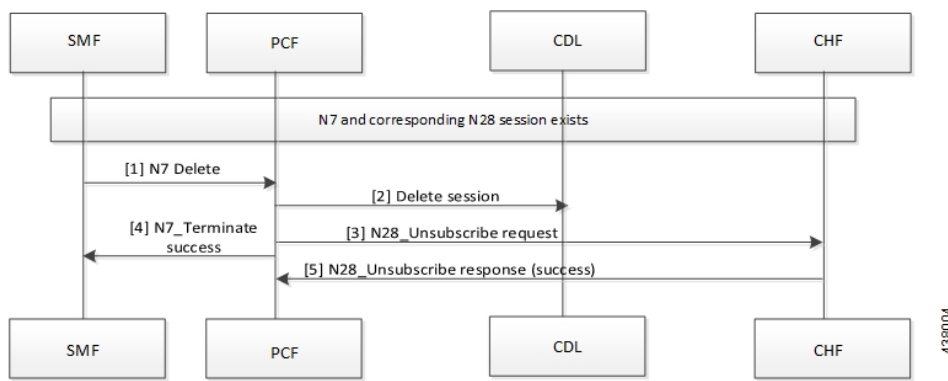 SMF
PCF
CDL
CHF
N7 and corresponding N28 session exists
[1] N7 Delete
[2] Delete session
[4] N7_Terminate
success
[3] N28_Unsubscribe request
[5] N28_Unsubscribe response (success)
SMF
PCF
CDL
CHF